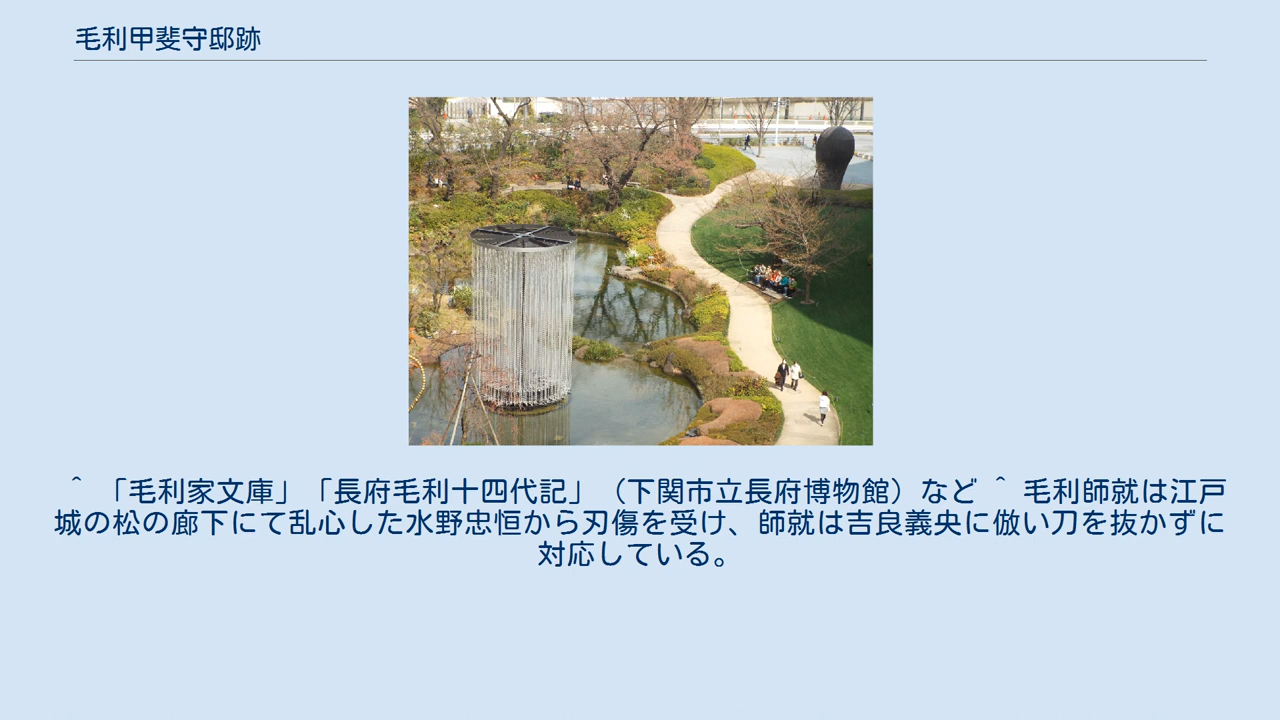 毛利甲斐守邸跡
^ 「毛利家文庫」「長府毛利十四代記」（下関市立長府博物館）など ^ 毛利師就は江戸
城の松の廊下にて乱心した水野忠恒から刃傷を受け、師就は吉良義央に倣い刀を抜かずに
対応している。